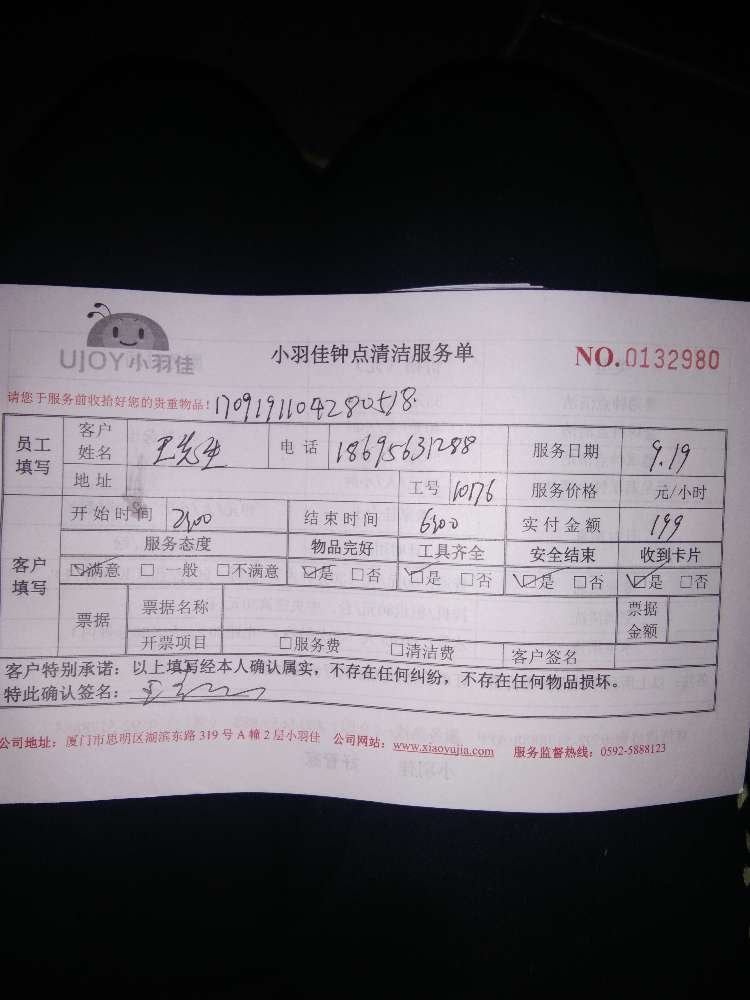 UJOY小羽佳
小羽佳钟点清洁服务单
NO.0132980
请您于服务前收拾好您的贵重物品！1709191104280518.
员工填写 客户姓名 王先生 电话 18695631288 服务日期 9.19
地址 工号 10176 服务价格 元/小时
开始时间 2:00 结束时间 6:00 实付金额 199
客户填写 服务态度 物品完好 工具齐全 安全结束 收到卡片
☑满意 □一般 □不满意 ☑是 □否 ☑是 □否 ☑是 □否 ☑是 □否
票据 票据名称 票据金额
开票项目 □服务费 □清洁费 客户签名
客户特别承诺：以上填写经本人确认属实，不存在任何纠纷，不存在任何物品损坏。
特此确认签名：
公司地址：厦门市思明区湖滨东路319号A幢2层小羽佳 公司网站：www.xiaoyujia.com 服务监督热线：0592-5888123